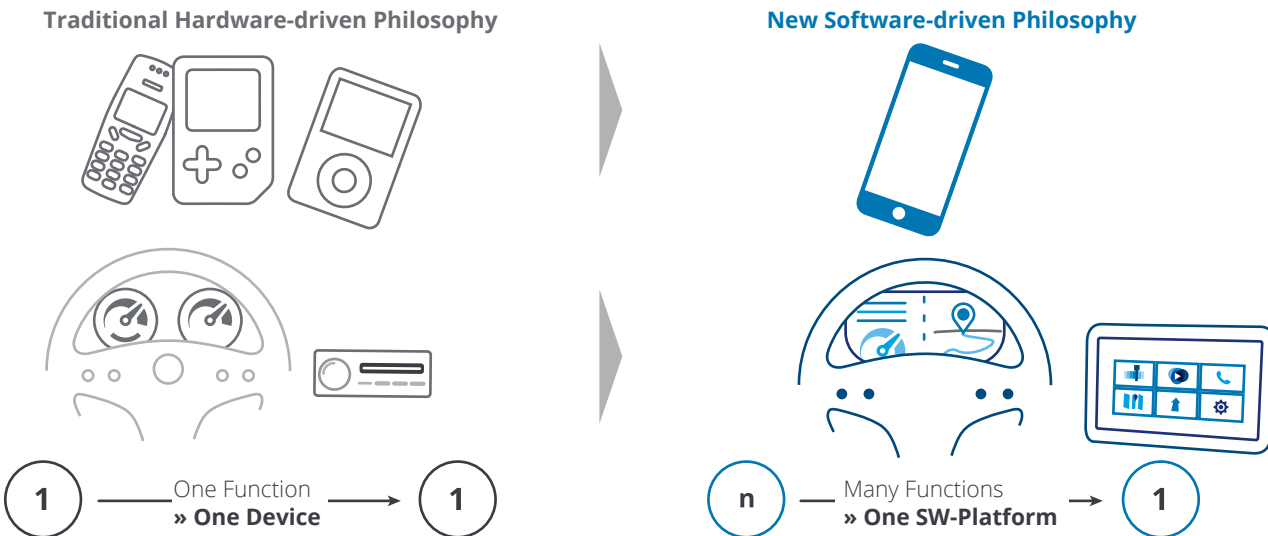 Traditional Hardware-driven Philosophy
New Software-driven Philosophy
1
One Function
» One Device
1
n
Many Functions
» One SW-Platform
1